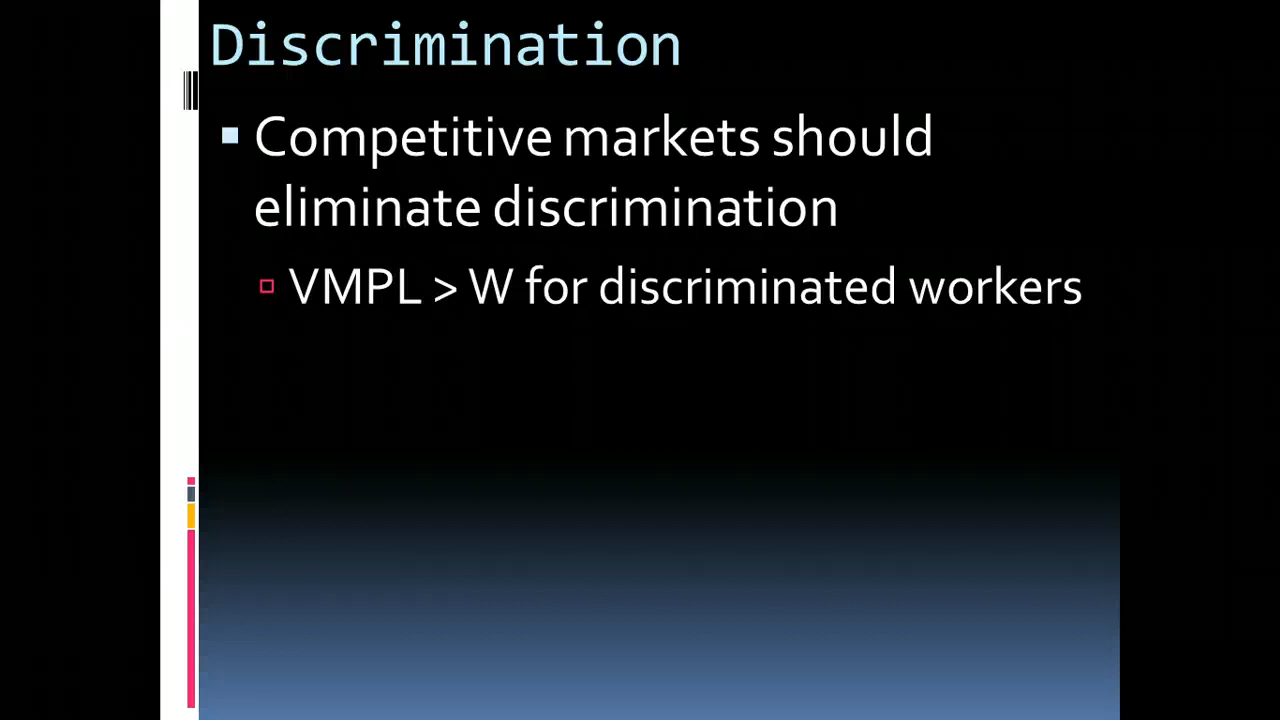 Discrimination
Competitive markets should
eliminate discrimination
VMPL > W for discriminated workers